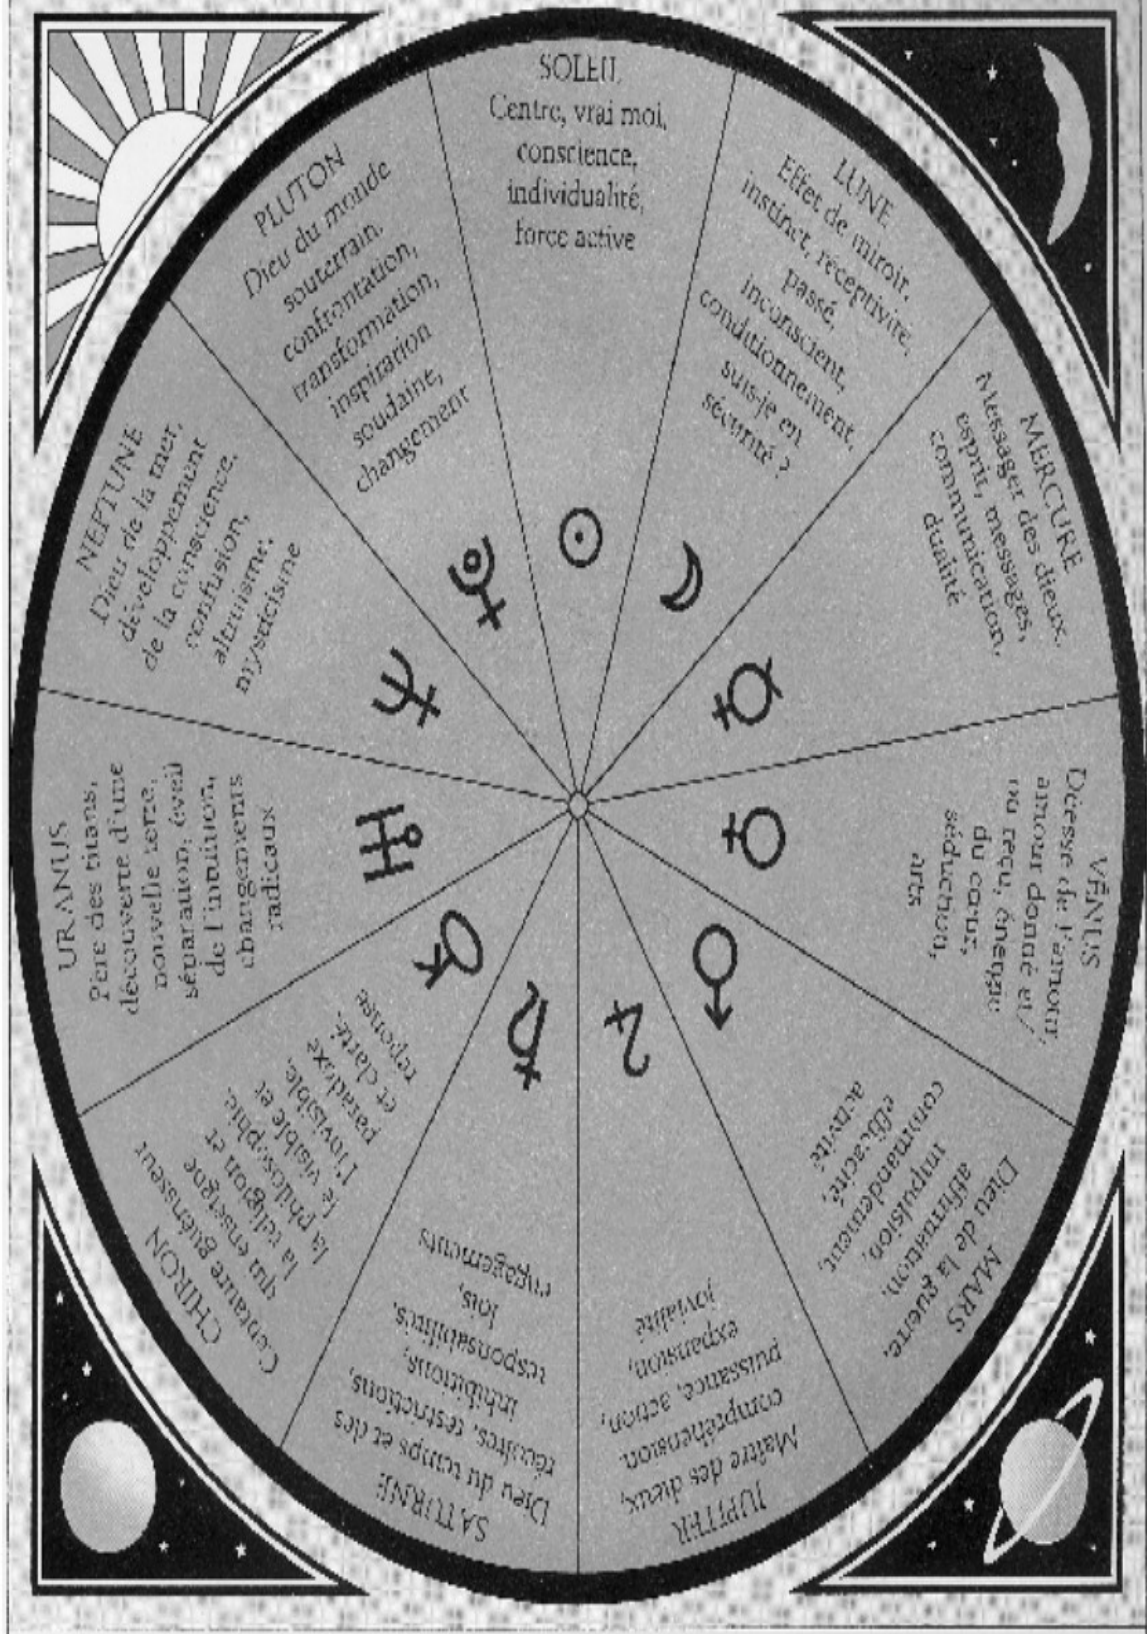 SOLEIL
Centre, vrai moi,
conscience,
individualité,
force active
LUNE
Effet de miroir,
instinct, réceptivité,
passé,
inconscient,
conditionnement,
suis-je en
sécurité ?
MERCURE
Messager des dieux,
esprit, messages,
communication,
dualité
VÉNUS
Déesse de l'amour,
amour donné et/
ou reçu, énergie
du cœur,
séduction,
arts
MARS
Dieu de la guerre,
affirmation,
impulsion,
commandement,
efficacité,
activité
JUPITER
Maître des dieux,
compréhension,
puissance, action,
expansion,
jovialité
SATURNE
Dieu du temps et des
récoltes, restrictions,
inhibitions,
responsabilités,
lois,
engagements
CHIRON
Centaure guérisseur
qui enseigne
la religion et
la philosophie,
le visible et
l'invisible,
paradoxe
et clarté,
réponse
URANUS
Père des titans,
découverte d'une
nouvelle terre,
séparation, éveil
de l'intuition,
changements
radicaux
NEPTUNE
Dieu de la mer,
développement
de la conscience,
confusion,
altruisme,
mysticisme
PLUTON
Dieu du monde
souterrain,
confrontation,
transformation,
inspiration
soudaine,
changement